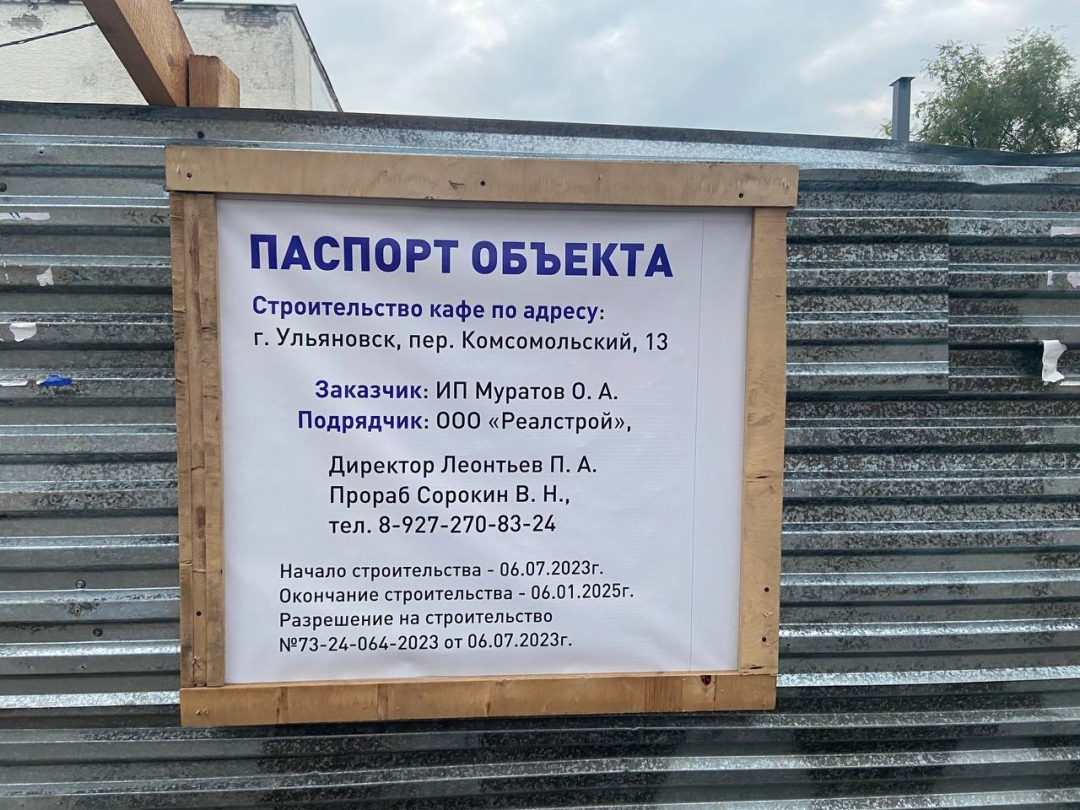 ПАСПОРТ ОБЪЕКТА
Строительство кафе по адресу:
г. Ульяновск, пер. Комсомольский, 13
Заказчик: ИП Муратов О. А.
Подрядчик: ООО «Реалстрой»,
Директор Леонтьев П. А.
Прораб Сорокин В. Н.,
тел. 8-927-270-83-24
Начало строительства - 06.07.2023г.
Окончание строительства - 06.01.2025г.
Разрешение на строительство
№73-24-064-2023 от 06.07.2023г.